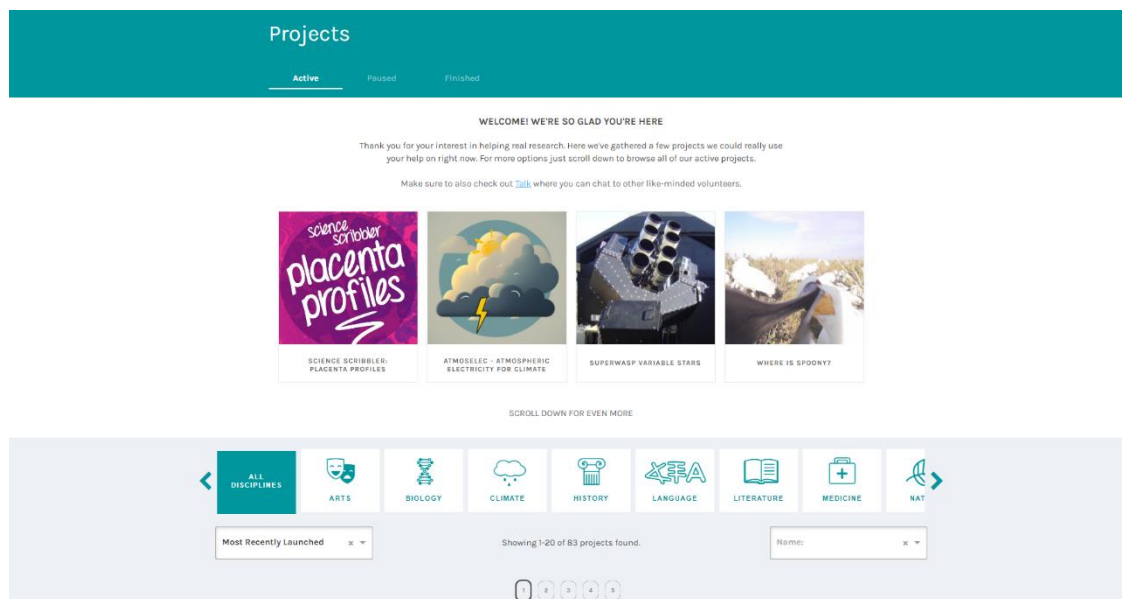 Projects
Active Paused Finished
WELCOME! WE'RE SO GLAD YOU'RE HERE
Thank you for your interest in helping real research. Here we've gathered a few projects we could really use
your help on right now. For more options just scroll down to browse all of our active projects.
Make sure to also check out Talk where you can chat to other like-minded volunteers.
science
scribbler
placenta
profiles
SCIENCE SCRIBBLER:
PLACENTA PROFILES
ATMOSELEC - ATMOSPHERIC
ELECTRICITY FOR CLIMATE
SUPERWASP VARIABLE STARS
WHERE IS SPOONY?
SCROLL DOWN FOR EVEN MORE
ALL
DISCIPLINES
ARTS
BIOLOGY
CLIMATE
HISTORY
LANGUAGE
LITERATURE
MEDICINE
NAT
Most Recently Launched
Showing 1-20 of 83 projects found.
Name:
1 2 3 4 5